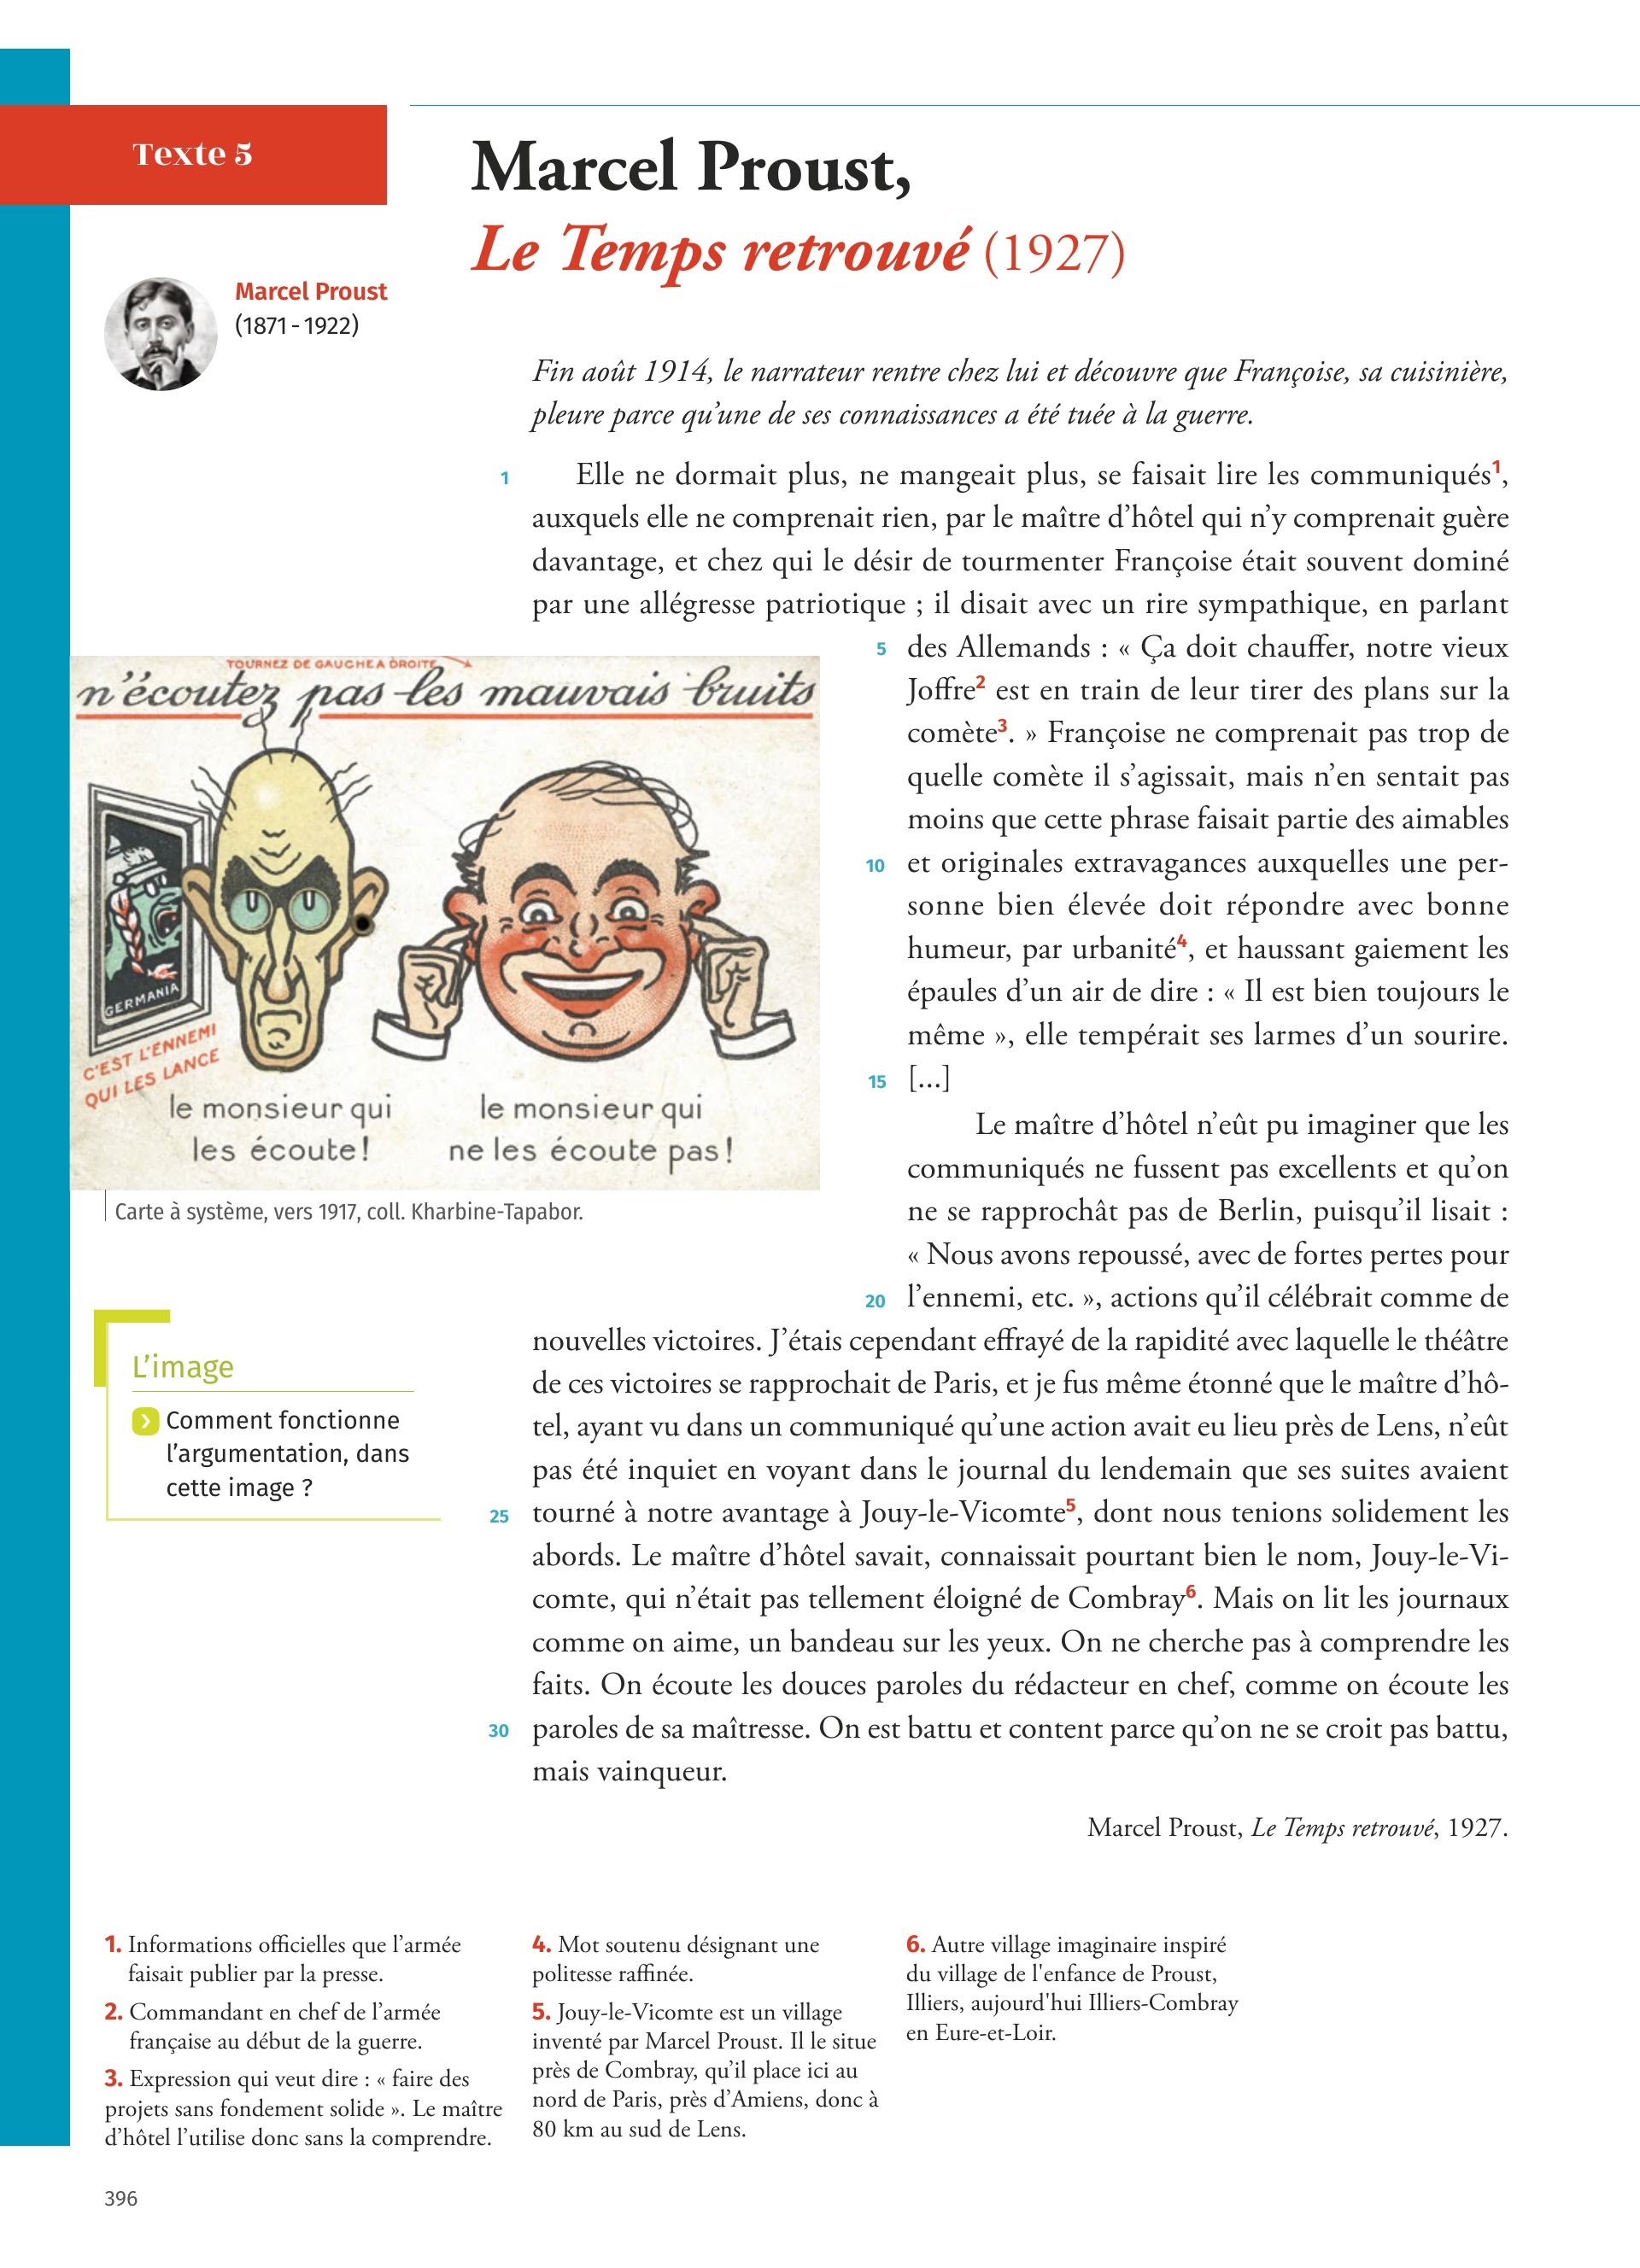 Texte 5
Marcel Proust,
Le Temps retrouvé (1927)
Marcel Proust
(1871 - 1922)
Fin août 1914, le narrateur rentre chez lui et découvre que Françoise, sa cuisinière,
pleure parce qu'une de ses connaissances a été tuée à la guerre.
1 Elle ne dormait plus, ne mangeait plus, se faisait lire les communiqués1,
auxquels elle ne comprenait rien, par le maître d'hôtel qui n'y comprenait guère
davantage, et chez qui le désir de tourmenter Françoise était souvent dominé
par une allégresse patriotique ; il disait avec un rire sympathique, en parlant
5 des Allemands : « Ça doit chauffer, notre vieux
Joffre2 est en train de leur tirer des plans sur la
comète3. » Françoise ne comprenait pas trop de
quelle comète il s'agissait, mais n'en sentait pas
moins que cette phrase faisait partie des aimables
10 et originales extravagances auxquelles une per-
sonne bien élevée doit répondre avec bonne
humeur, par urbanité4, et haussant gaiement les
épaules d'un air de dire : « Il est bien toujours le
même », elle tempérait ses larmes d'un sourire.
15 [...]
Le maître d'hôtel n'eût pu imaginer que les
communiqués ne fussent pas excellents et qu'on
ne se rapprochât pas de Berlin, puisqu'il lisait :
« Nous avons repoussé, avec de fortes pertes pour
20 l'ennemi, etc. », actions qu'il célébrait comme de
nouvelles victoires. J'étais cependant effrayé de la rapidité avec laquelle le théâtre
de ces victoires se rapprochait de Paris, et je fus même étonné que le maître d'hô-
tel, ayant vu dans un communiqué qu'une action avait eu lieu près de Lens, n'eût
pas été inquiet en voyant dans le journal du lendemain que ses suites avaient
25 tourné à notre avantage à Jouy-le-Vicomte5, dont nous tenions solidement les
abords. Le maître d'hôtel savait, connaissait pourtant bien le nom, Jouy-le-Vi-
comte, qui n'était pas tellement éloigné de Combray6. Mais on lit les journaux
comme on aime, un bandeau sur les yeux. On ne cherche pas à comprendre les
faits. On écoute les douces paroles du rédacteur en chef, comme on écoute les
30 paroles de sa maîtresse. On est battu et content parce qu'on ne se croit pas battu,
mais vainqueur.
Marcel Proust, Le Temps retrouvé, 1927.
TOURNEZ DE GAUCHE A DROITE
n'écoutez pas les mauvais bruits
GERMANIA
C'EST L'ENNEMI
QUI LES LANCE
le monsieur qui
les écoute!
le monsieur qui
ne les écoute pas!
Carte à système, vers 1917, coll. Kharbine-Tapabor.
L'image
Comment fonctionne
l'argumentation, dans
cette image ?
1. Informations officielles que l'armée
faisait publier par la presse.
2. Commandant en chef de l'armée
française au début de la guerre.
3. Expression qui veut dire : « faire des
projets sans fondement solide ». Le maître
d'hôtel l'utilise donc sans la comprendre.
4. Mot soutenu désignant une
politesse raffinée.
5. Jouy-le-Vicomte est un village
inventé par Marcel Proust. Il le situe
près de Combray, qu'il place ici au
nord de Paris, près d'Amiens, donc à
80 km au sud de Lens.
6. Autre village imaginaire inspiré
du village de l'enfance de Proust,
Illiers, aujourd'hui Illiers-Combray
en Eure-et-Loir.
396